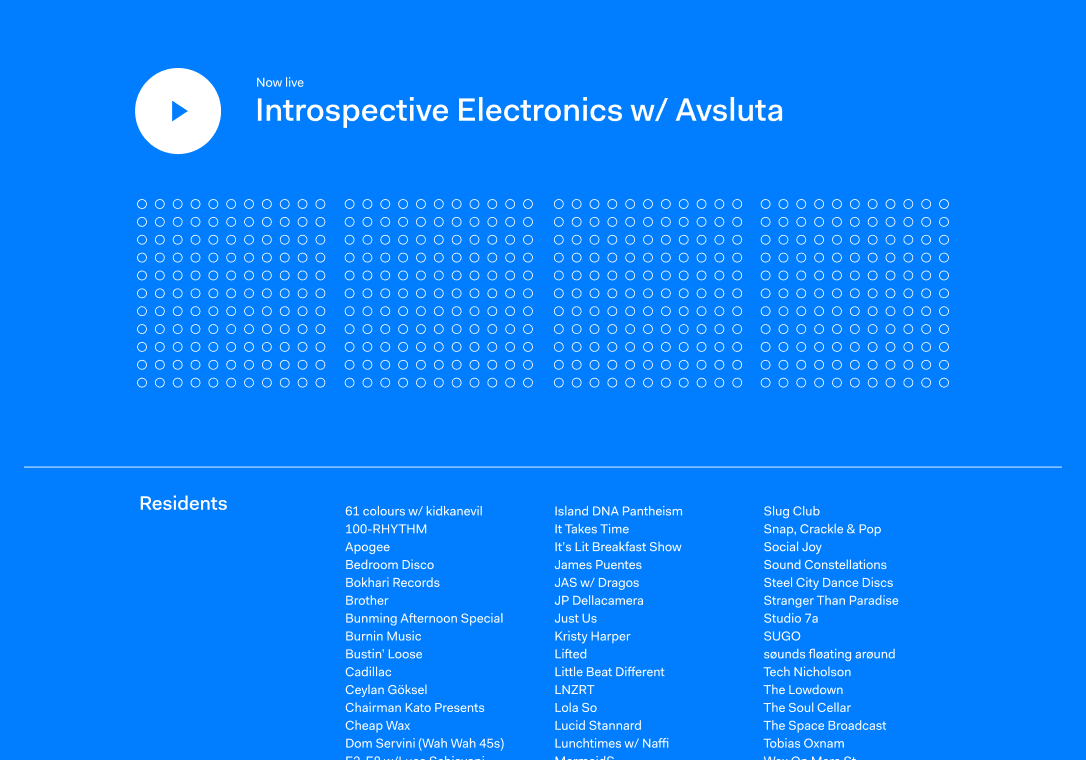 Now live
Introspective Electronics w/ Avsluta
Residents
61 colours w/ kidkanevil
100-RHYTHM
Apogee
Bedroom Disco
Bokhari Records
Brother
Bunming Afternoon Special
Burnin Music
Bustin' Loose
Cadillac
Ceylan Göksel
Chairman Kato Presents
Cheap Wax
Dom Servini (Wah Wah 45s)
Island DNA Pantheism
It Takes Time
It's Lit Breakfast Show
James Puentes
JAS w/ Dragos
JP Dellacamera
Just Us
Kristy Harper
Lifted
Little Beat Different
LNZRT
Lola So
Lucid Stannard
Lunchtimes w/ Naffi
Slug Club
Snap, Crackle & Pop
Social Joy
Sound Constellations
Steel City Dance Discs
Stranger Than Paradise
Studio 7a
SUGO
søunds fløating arøund
Tech Nicholson
The Lowdown
The Soul Cellar
The Space Broadcast
Tobias Oxnam